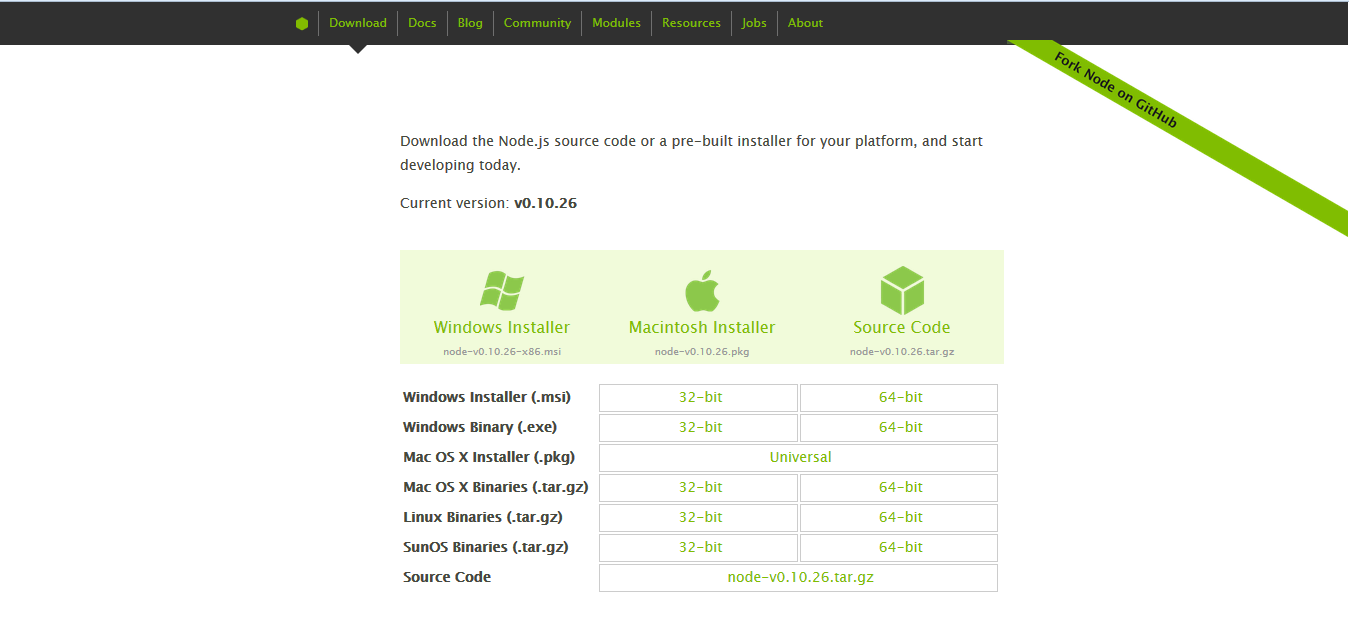 Download Docs Blog Community Modules Resources Jobs About
Fork Node on GitHub
Download the Node.js source code or a pre-built installer for your platform, and start
developing today.
Current version: v0.10.26
Windows Installer Macintosh Installer Source Code
node-v0.10.26-x86.msi node-v0.10.26.pkg node-v0.10.26.tar.gz
Windows Installer (.msi) 32-bit 64-bit
Windows Binary (.exe) 32-bit 64-bit
Mac OS X Installer (.pkg) Universal
Mac OS X Binaries (.tar.gz) 32-bit 64-bit
Linux Binaries (.tar.gz) 32-bit 64-bit
SunOS Binaries (.tar.gz) 32-bit 64-bit
Source Code node-v0.10.26.tar.gz